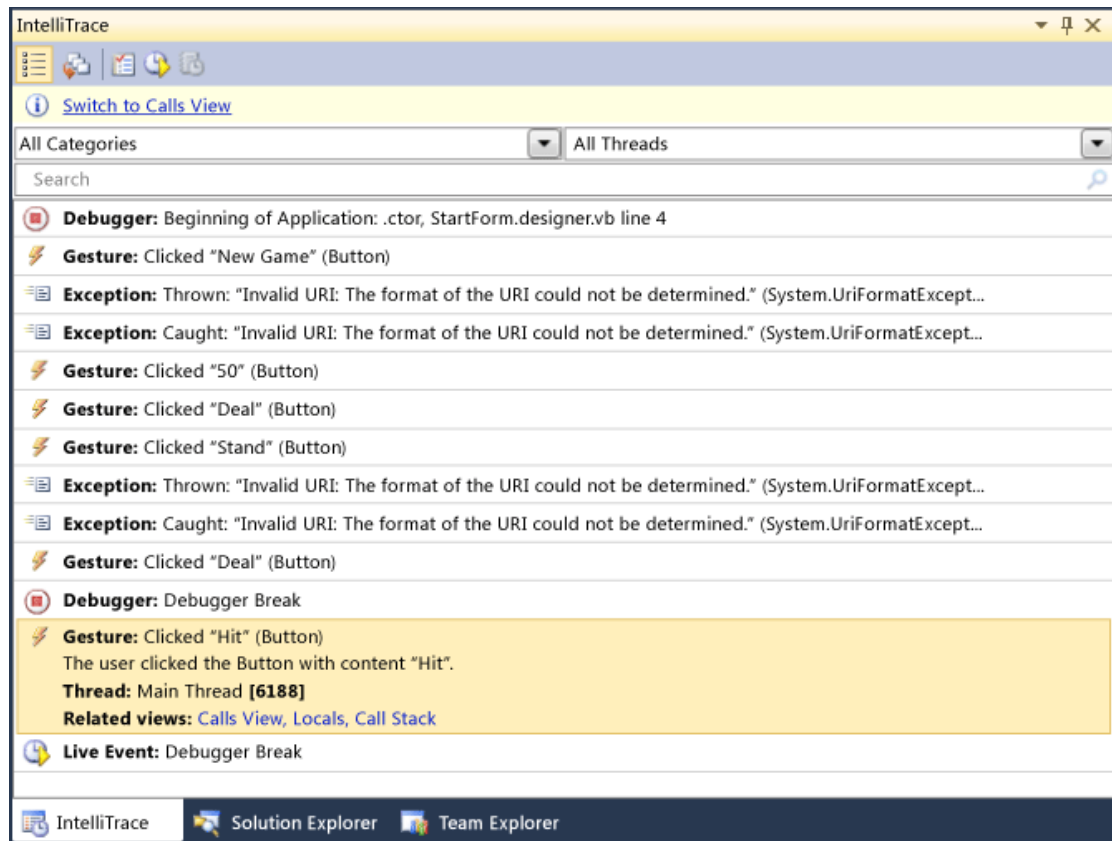 IntelliTrace
Switch to Calls View
All Categories
All Threads
Search
Debugger: Beginning of Application: .ctor, StartForm.designer.vb line 4
Gesture: Clicked “New Game” (Button)
Exception: Thrown: “Invalid URI: The format of the URI could not be determined.” (System.UriFormatExcept...
Exception: Caught: “Invalid URI: The format of the URI could not be determined.” (System.UriFormatExcept...
Gesture: Clicked “50” (Button)
Gesture: Clicked “Deal” (Button)
Gesture: Clicked “Stand” (Button)
Exception: Thrown: “Invalid URI: The format of the URI could not be determined.” (System.UriFormatExcept...
Exception: Caught: “Invalid URI: The format of the URI could not be determined.” (System.UriFormatExcept...
Gesture: Clicked “Deal” (Button)
Debugger: Debugger Break
Gesture: Clicked “Hit” (Button)
The user clicked the Button with content “Hit”.
Thread: Main Thread [6188]
Related views: Calls View, Locals, Call Stack
Live Event: Debugger Break
IntelliTrace
Solution Explorer
Team Explorer